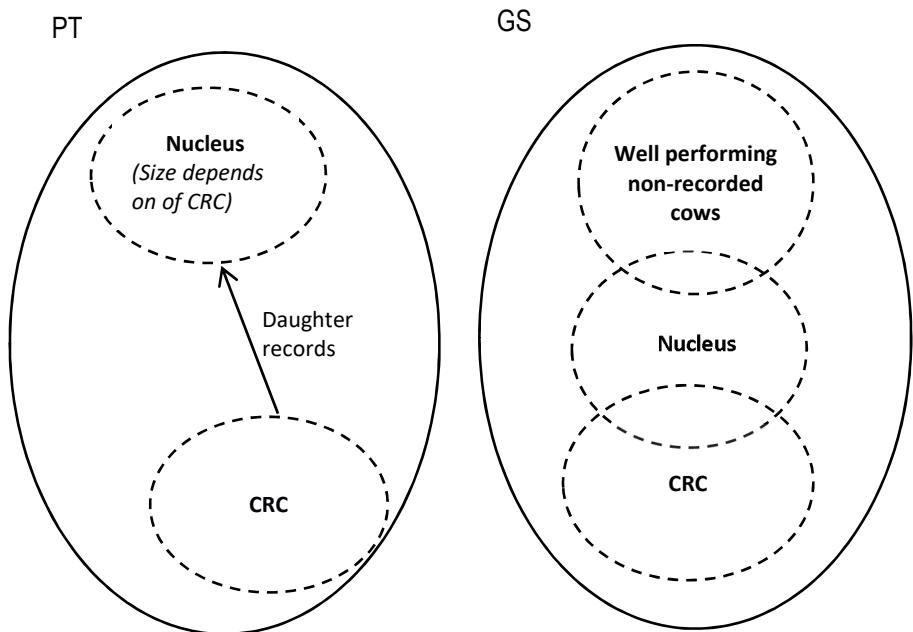 PT
Nucleus
(Size depends
on of CRC)
Daughter
records
CRC
GS
Well performing
non-recorded
cows
Nucleus
CRC